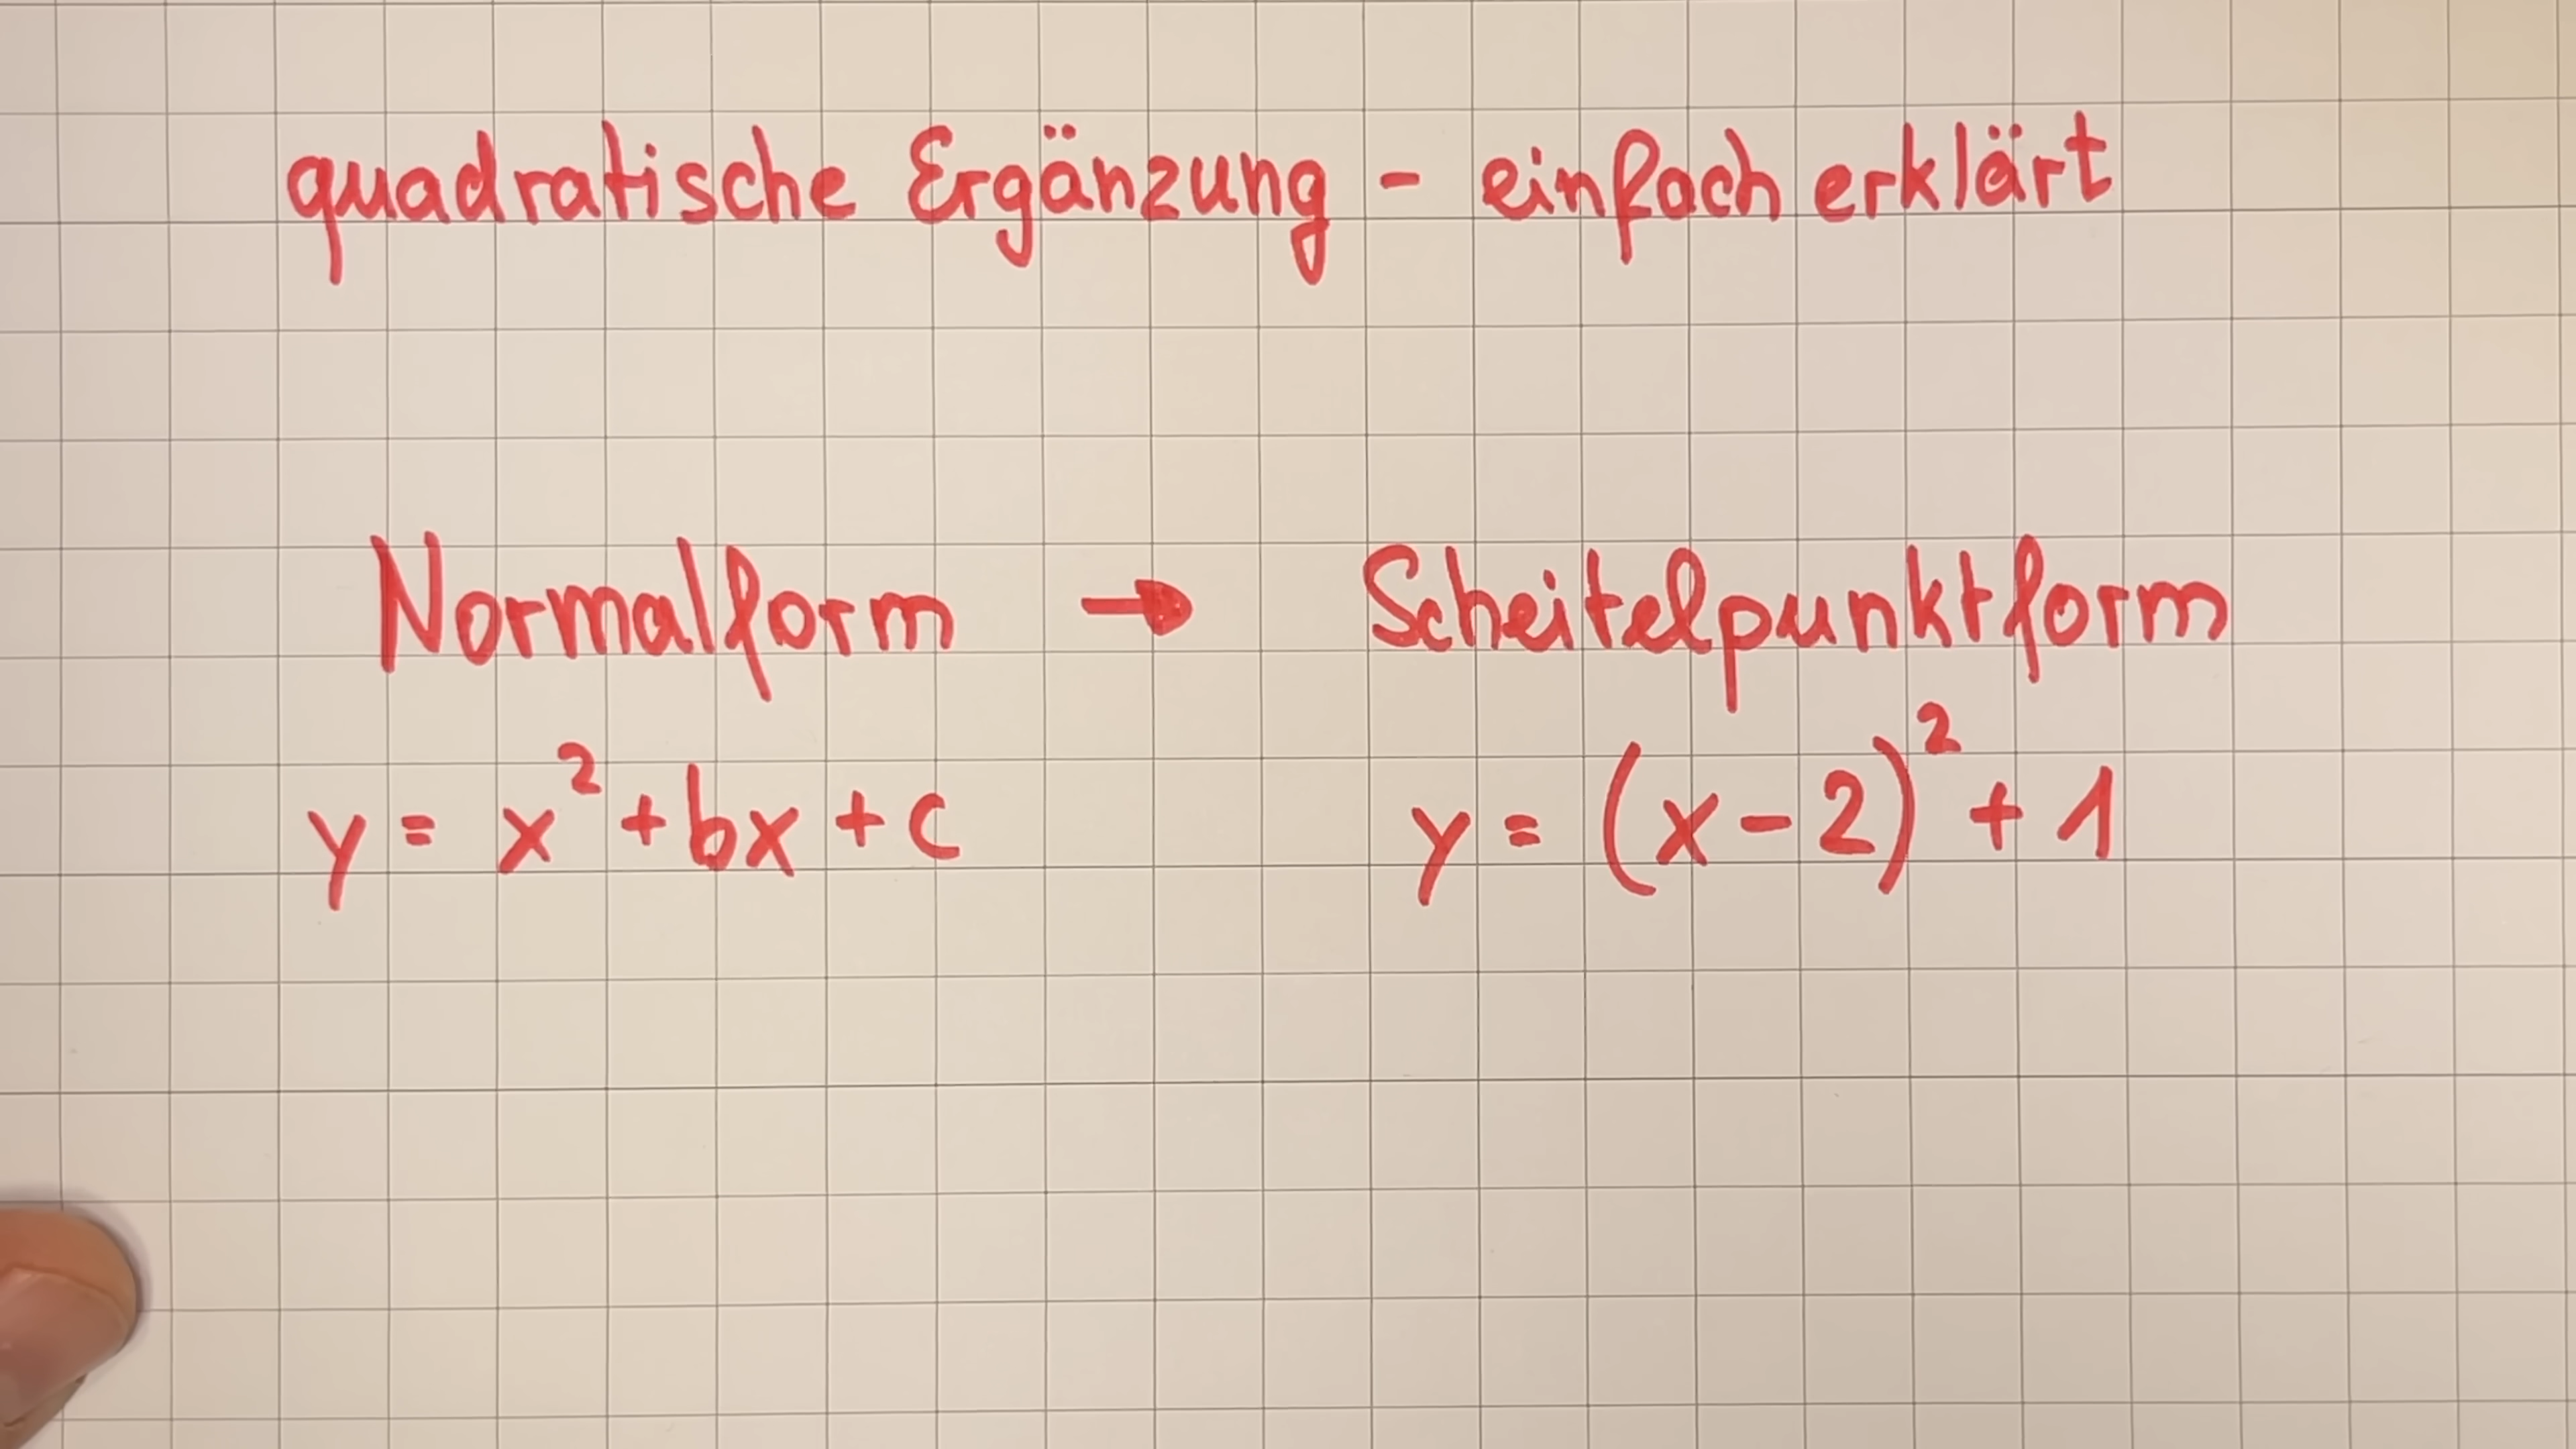 quadratische Ergänzung - einfach erklärt
Normalform → Scheitelpunktform
y = x² + bx + c
y = (x - 2)² + 1